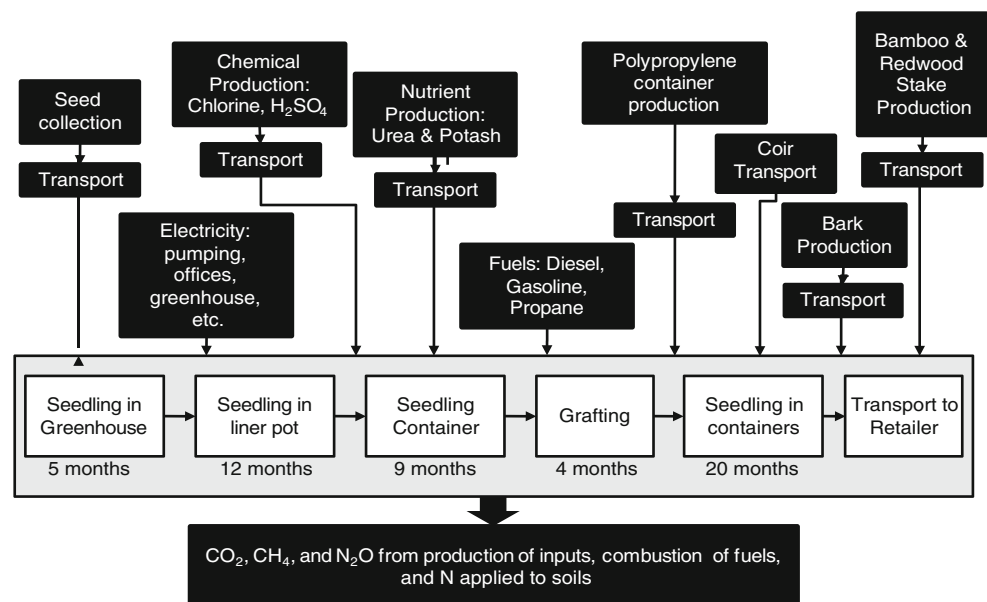 Seed
collection
Transport
Chemical
Production:
Chlorine, H₂SO₄
Transport
Nutrient
Production:
Urea & Potash
Transport
Polypropylene
container
production
Transport
Coir
Transport
Bamboo &
Redwood
Stake
Production
Transport
Bark
Production
Transport
Electricity:
pumping,
offices,
greenhouse,
etc.
Fuels: Diesel,
Gasoline,
Propane
Seedling in
Greenhouse
5 months
Seedling in
liner pot
12 months
Seedling
Container
9 months
Grafting
4 months
Seedling in
containers
20 months
Transport to
Retailer
CO₂, CH₄, and N₂O from production of inputs, combustion of fuels,
and N applied to soils